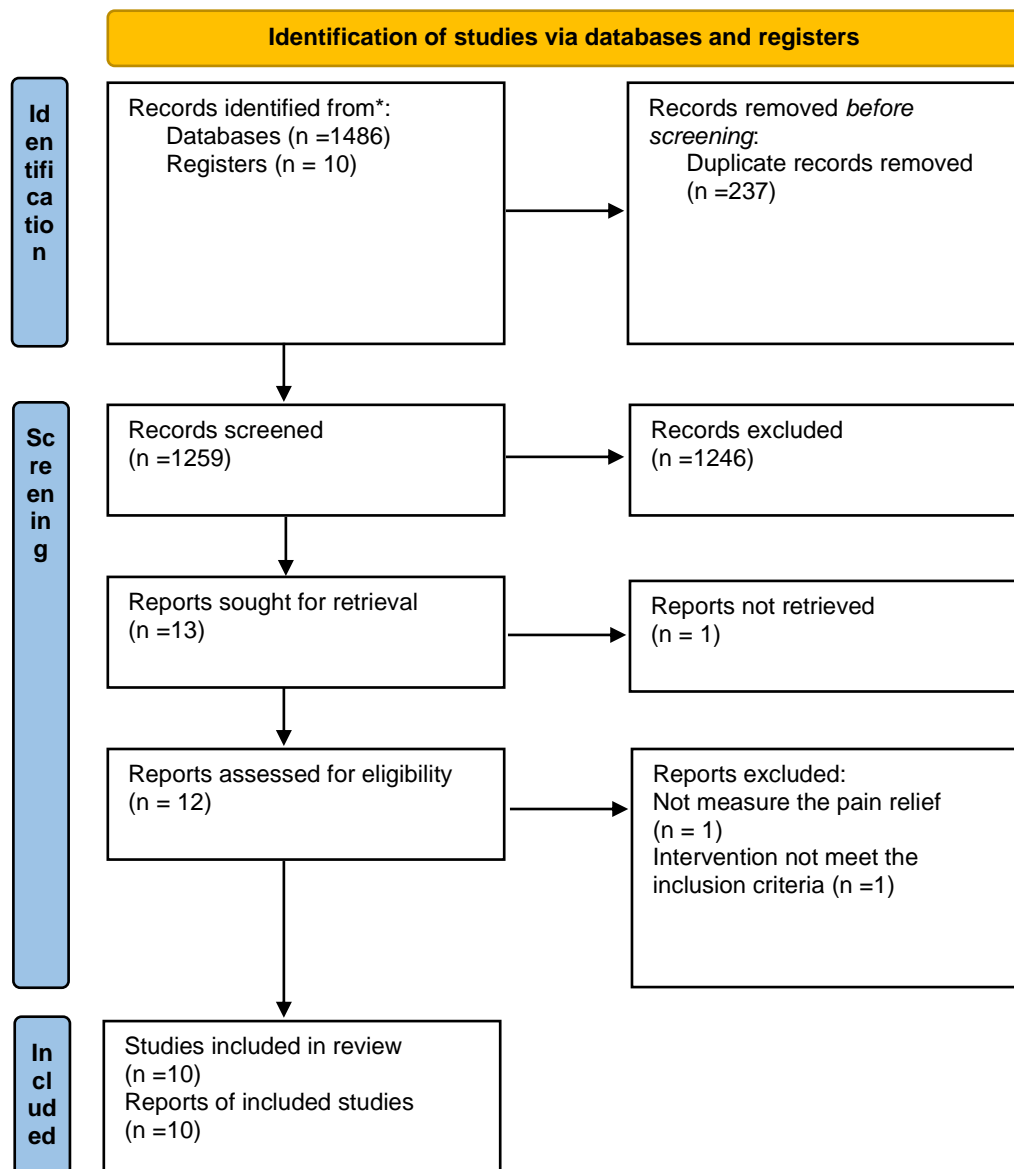 Identification of studies via databases and registers
Id
en
tifi
ca
tio
n
Records identified from*:
Databases (n =1486)
Registers (n = 10)
Records removed before
screening:
Duplicate records removed
(n =237)
Sc
re
en
in
g
Records screened
(n =1259)
Records excluded
(n =1246)
Reports sought for retrieval
(n =13)
Reports not retrieved
(n = 1)
Reports assessed for eligibility
(n = 12)
Reports excluded:
Not measure the pain relief
(n = 1)
Intervention not meet the
inclusion criteria (n =1)
In
cl
ud
ed
Studies included in review
(n =10)
Reports of included studies
(n =10)